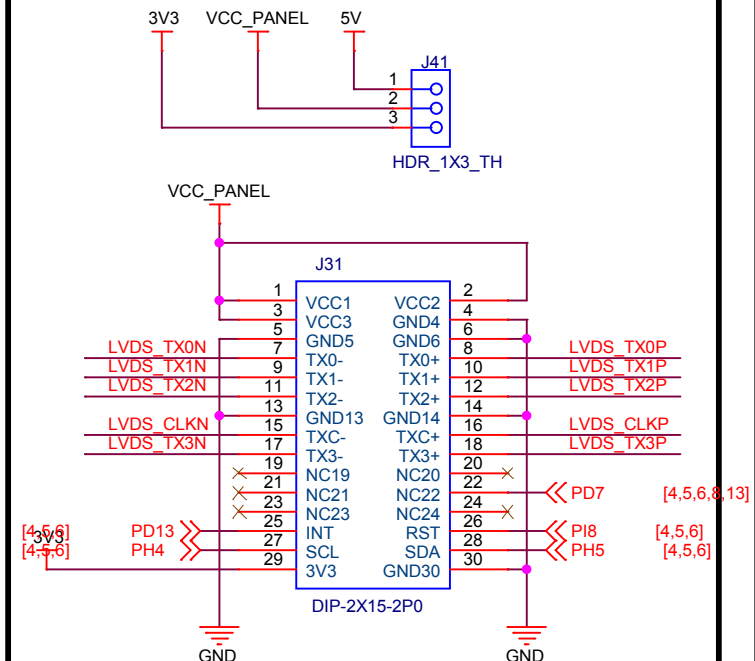 3V3 VCC_PANEL 5V
J41
1
2
3
HDR_1X3_TH
VCC_PANEL
J31
1 VCC1 VCC2 2
3 VCC3 GND4 4
5 GND5 GND6 6
LVDS_TX0N 7 TX0- TX0+ 8 LVDS_TX0P
LVDS_TX1N 9 TX1- TX1+ 10 LVDS_TX1P
LVDS_TX2N 11 TX2- TX2+ 12 LVDS_TX2P
13 GND13 GND14 14
LVDS_CLKN 15 TXC- TXC+ 16 LVDS_CLKP
LVDS_TX3N 17 TX3- TX3+ 18 LVDS_TX3P
19 NC19 NC20 20
21 NC21 NC22 22 PD7 [4,5,6,8,13]
23 NC23 NC24 24
[4,5,6] PD13 25 INT RST 26 PI8 [4,5,6]
3V3
[4,5,6] PH4 27 SCL SDA 28 PH5 [4,5,6]
29 3V3 GND30 30
DIP-2X15-2P0
GND GND